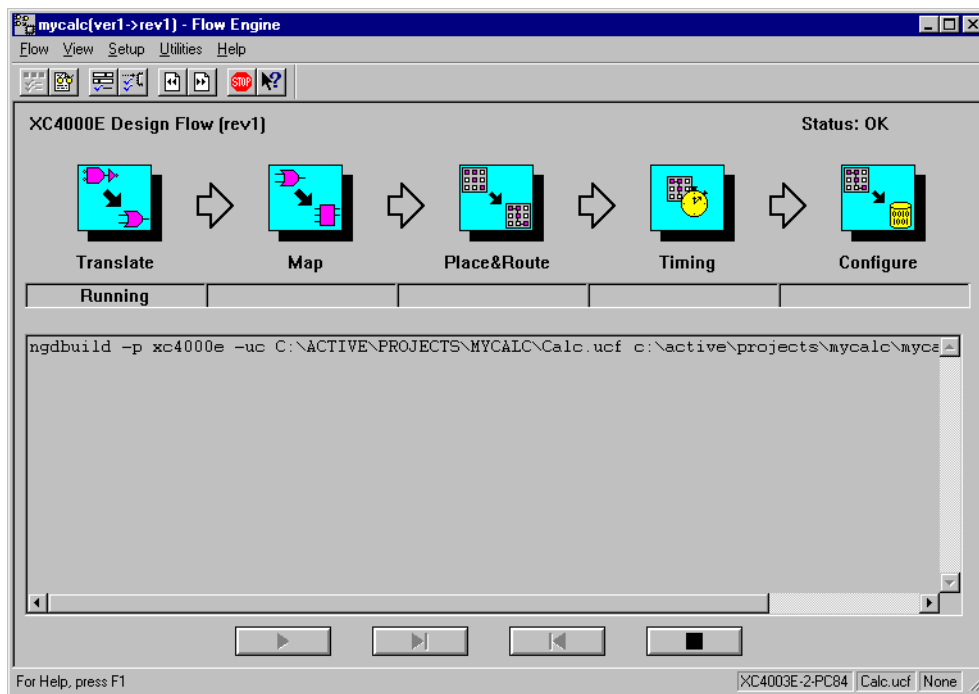 mycalc(ver1->rev1) - Flow Engine
Flow View Setup Utilities Help
STOP
XC4000E Design Flow (rev1) Status: OK
Translate Map Place&Route Timing Configure
Running
ngdbuild -p xc4000e -uc C:\ACTIVE\PROJECTS\MYCALC\Calc.ucf c:\active\projects\mycalc\myca
For Help, press F1 XC4003E-2-PC84 Calc.ucf None